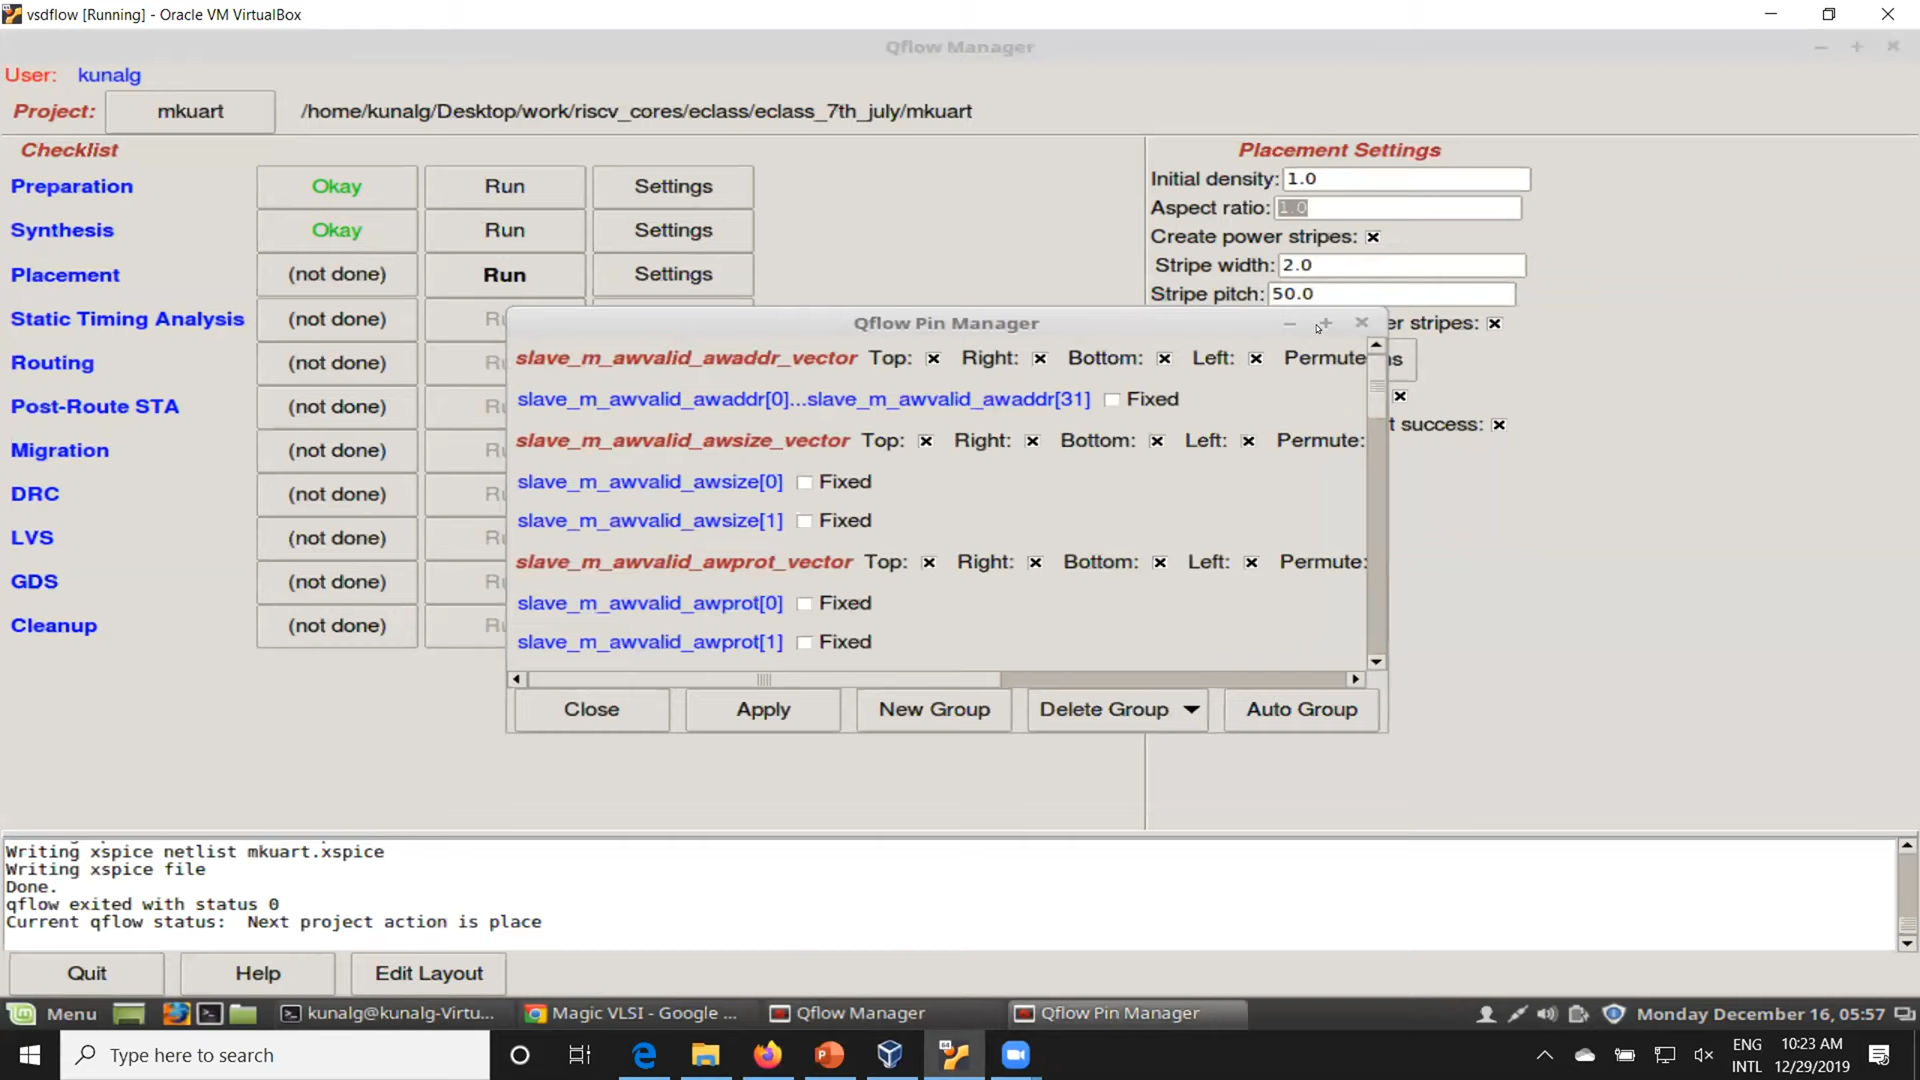 vsdflow [Running] - Oracle VM VirtualBox
Qflow Manager
User: kunalg
Project: mkuart /home/kunalg/Desktop/work/riscv_cores/eclass/eclass_7th_july/mkuart
Checklist
Preparation Okay Run Settings
Synthesis Okay Run Settings
Placement (not done) Run Settings
Static Timing Analysis (not done)
Routing (not done)
Post-Route STA (not done)
Migration (not done)
DRC (not done)
LVS (not done)
GDS (not done)
Cleanup (not done)
Placement Settings
Initial density: 1.0
Aspect ratio: 1.0
Create power stripes:
Stripe width: 2.0
Stripe pitch: 50.0
er stripes:
t success:
Qflow Pin Manager
slave_m_awvalid_awaddr_vector Top: Right: Bottom: Left: Permute
slave_m_awvalid_awaddr[0]...slave_m_awvalid_awaddr[31] Fixed
slave_m_awvalid_awsize_vector Top: Right: Bottom: Left: Permute:
slave_m_awvalid_awsize[0] Fixed
slave_m_awvalid_awsize[1] Fixed
slave_m_awvalid_awprot_vector Top: Right: Bottom: Left: Permute:
slave_m_awvalid_awprot[0] Fixed
slave_m_awvalid_awprot[1] Fixed
Close Apply New Group Delete Group Auto Group
Writing xspice netlist mkuart.xspice
Writing xspice file
Done.
qflow exited with status 0
Current qflow status: Next project action is place
Quit Help Edit Layout
Menu kunalg@kunalg-Virtu... Magic VLSI - Google ... Qflow Manager Qflow Pin Manager Monday December 16, 05:57
Type here to search
ENG
INTL
10:23 AM
12/29/2019